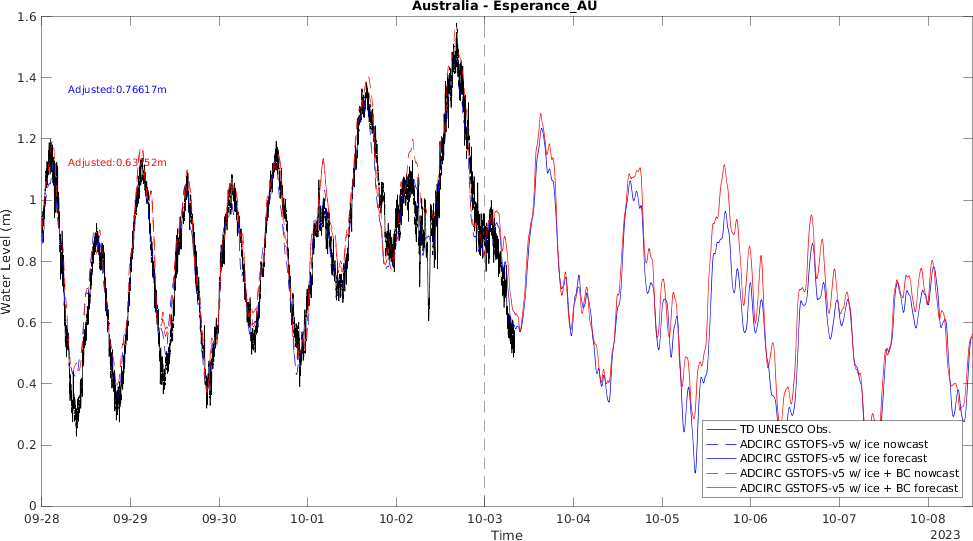 Australia - Esperance_AU
1.6
1.4
1.2
1
0.8
0.6
0.4
0.2
0
Water Level (m)
Adjusted:0.76617m
TD UNESCO Obs.
ADCIRC GSTOFS-v5 w/ ice nowcast
ADCIRC GSTOFS-v5 w/ ice forecast
ADCIRC GSTOFS-v5 w/ ice + BC nowcast
ADCIRC GSTOFS-v5 w/ ice + BC forecast
09-28
09-29
09-30
10-01
10-02
10-03
10-04
10-05
10-06
10-07
10-08
Time
2023